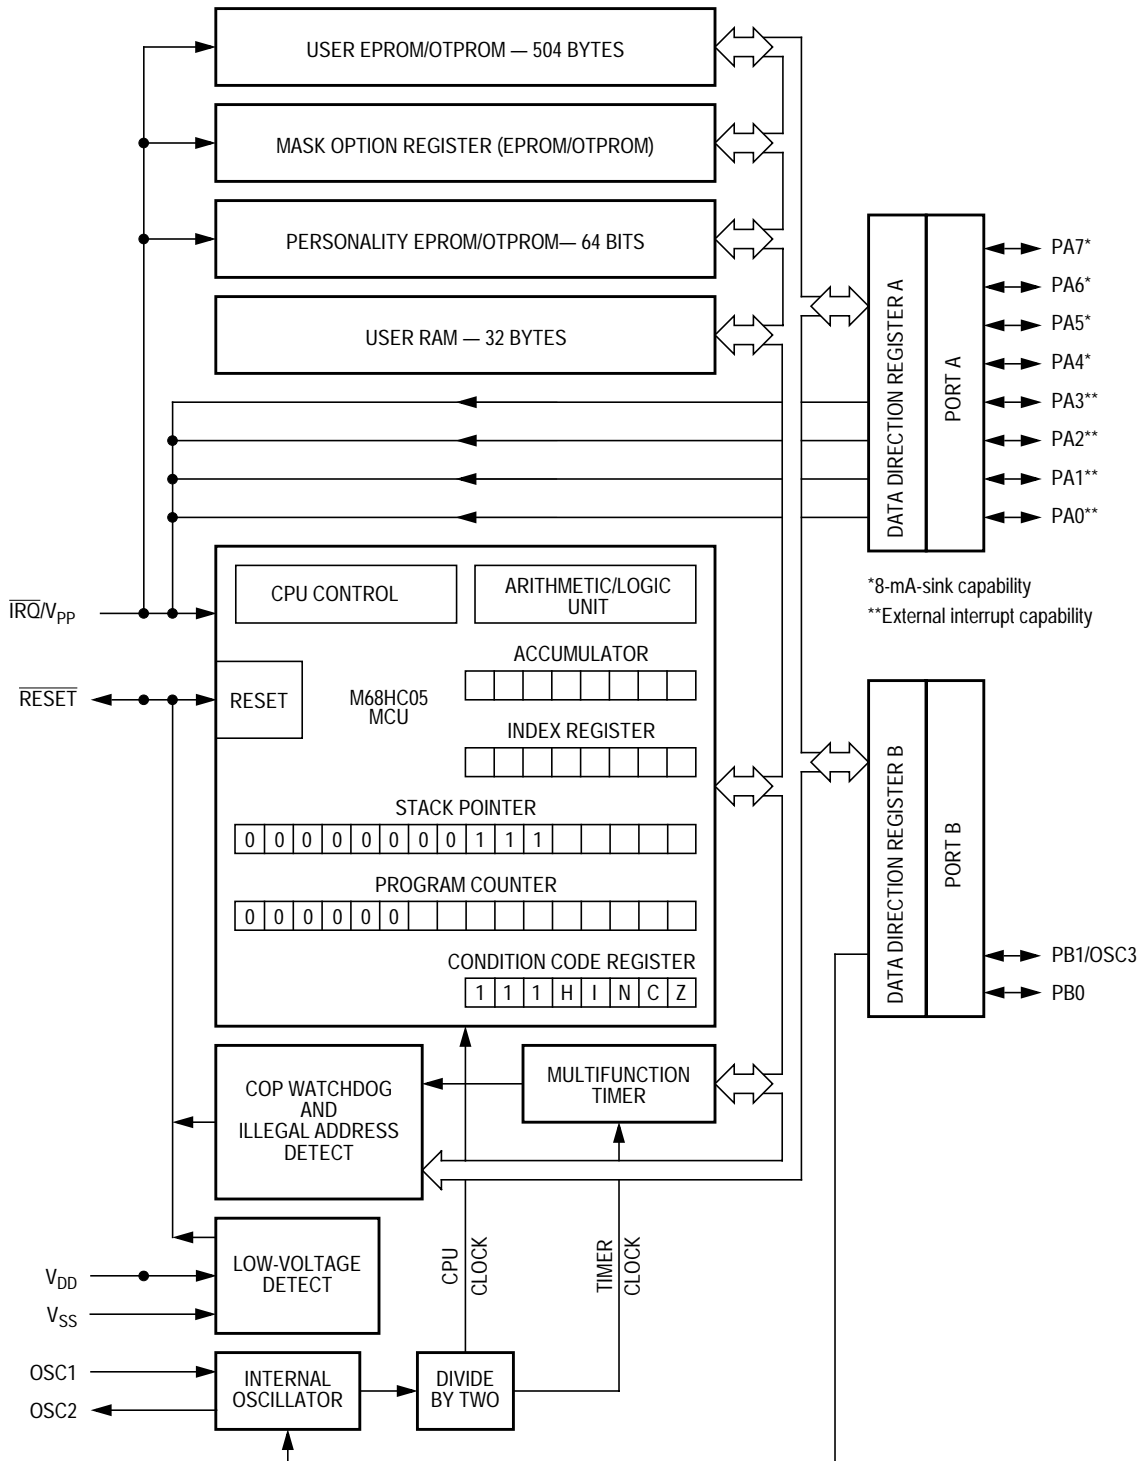 USER EPROM/OTPROM — 504 BYTES
MASK OPTION REGISTER (EPROM/OTPROM)
PERSONALITY EPROM/OTPROM— 64 BITS
USER RAM — 32 BYTES
DATA DIRECTION REGISTER A
PORT A
PA7*
PA6*
PA5*
PA4*
PA3**
PA2**
PA1**
PA0**
*8-mA-sink capability
**External interrupt capability
IRQ/VPP
RESET
CPU CONTROL
ARITHMETIC/LOGIC
UNIT
RESET
M68HC05
MCU
ACCUMULATOR
INDEX REGISTER
STACK POINTER
0 0 0 0 0 0 0 0 1 1 1
PROGRAM COUNTER
0 0 0 0 0 0
CONDITION CODE REGISTER
1 1 1 H I N C Z
DATA DIRECTION REGISTER B
PORT B
PB1/OSC3
PB0
COP WATCHDOG
AND
ILLEGAL ADDRESS
DETECT
MULTIFUNCTION
TIMER
LOW-VOLTAGE
DETECT
VDD
VSS
CPU
CLOCK
TIMER
CLOCK
OSC1
OSC2
INTERNAL
OSCILLATOR
DIVIDE
BY TWO